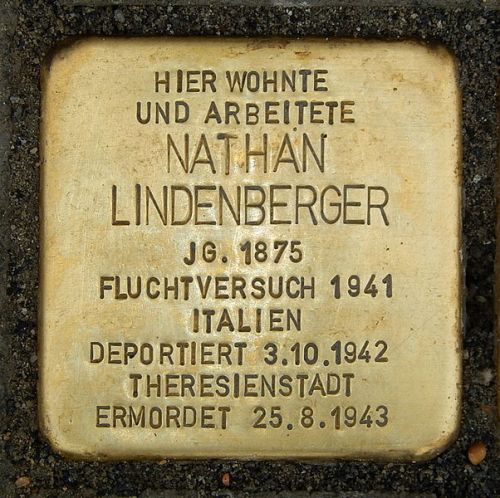 HIER WOHNTE
UND ARBEITETE
NATHAN
LINDENBERGER
JG. 1875
FLUCHTVERSUCH 1941
ITALIEN
DEPORTIERT 3.10.1942
THERESIENSTADT
ERMORDET 25.8.1943